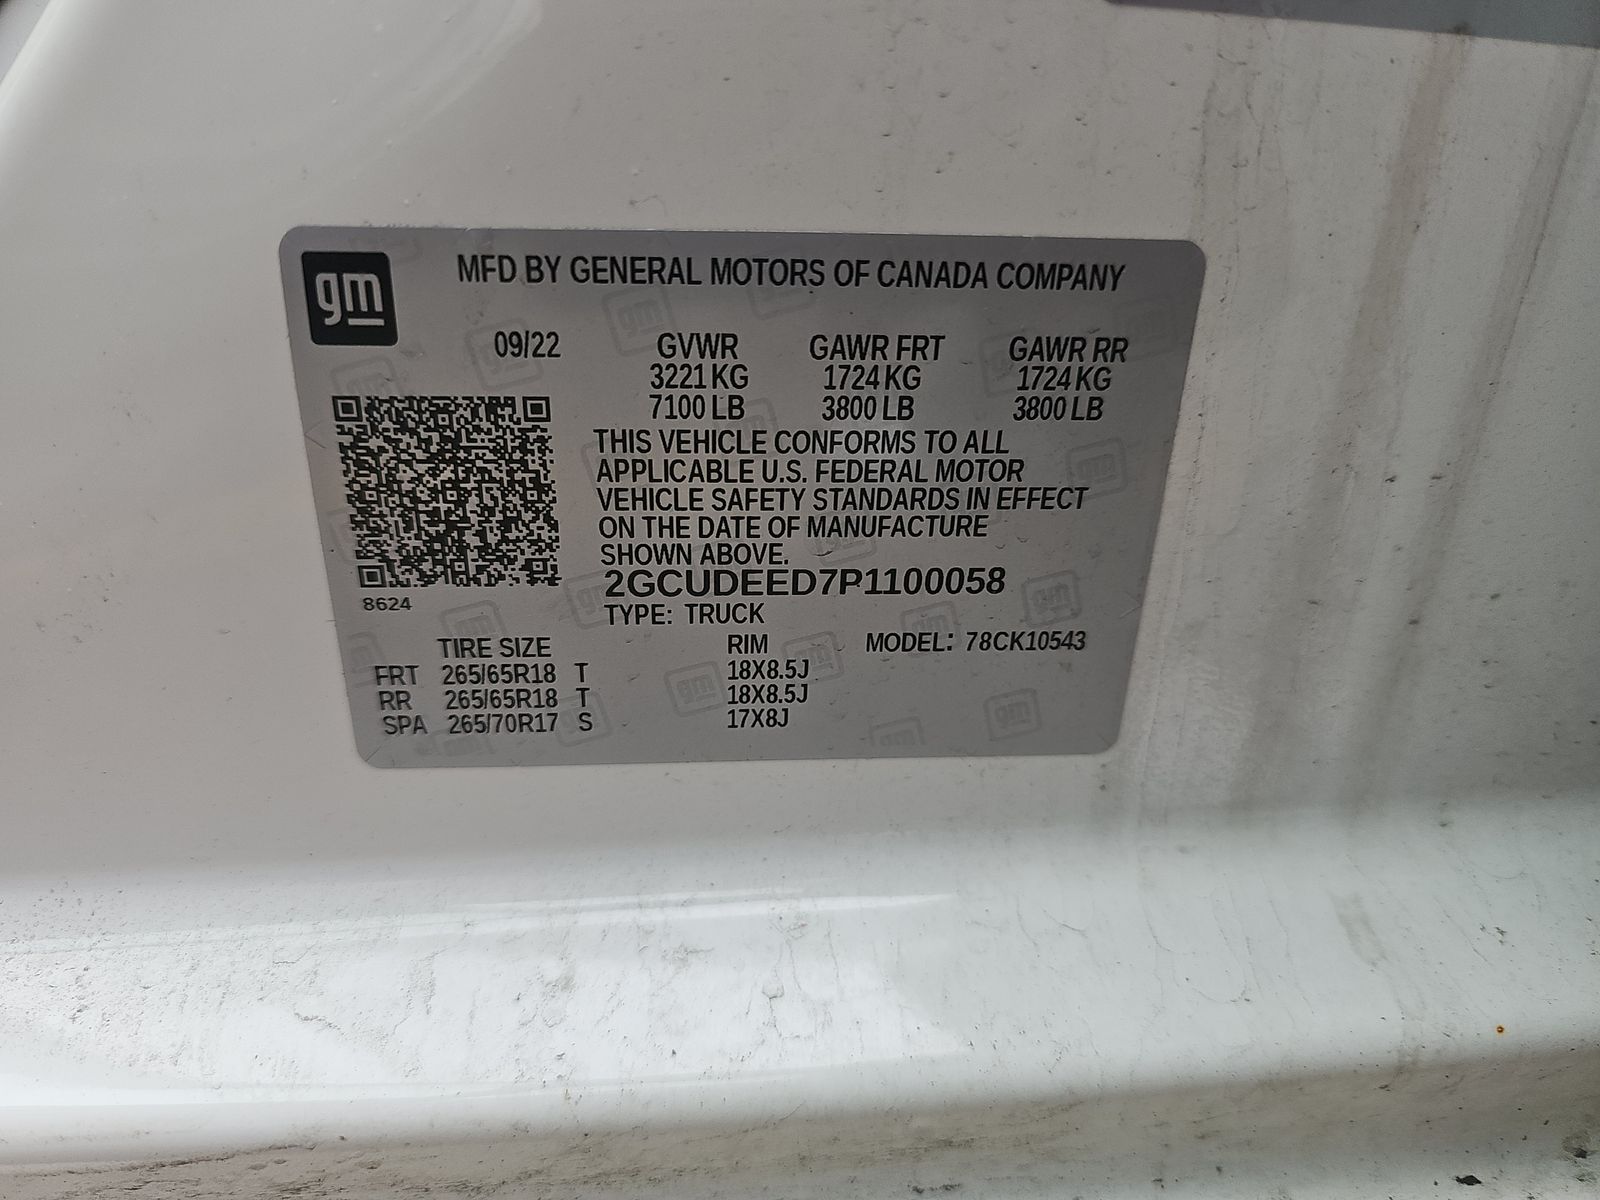 gm
MFD BY GENERAL MOTORS OF CANADA COMPANY
09/22 GVWR GAWR FRT GAWR RR
3221 KG 1724 KG 1724 KG
7100 LB 3800 LB 3800 LB
THIS VEHICLE CONFORMS TO ALL
APPLICABLE U.S. FEDERAL MOTOR
VEHICLE SAFETY STANDARDS IN EFFECT
ON THE DATE OF MANUFACTURE
SHOWN ABOVE.
2GCUDEED7P1100058
8624
TYPE: TRUCK
TIRE SIZE RIM MODEL: 78CK10543
FRT 265/65R18 T 18X8.5J
RR 265/65R18 T 18X8.5J
SPA 265/70R17 S 17X8J